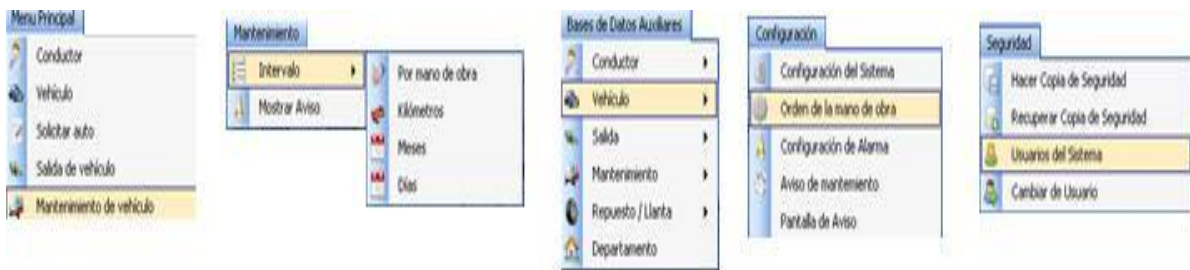 Menu Principal
Conductor
Vehículo
Solicitar auto
Salida de vehículo
Mantenimiento de vehículo
Mantenimiento
Intervalo
Mostrar Aviso
Por mano de obra
Kilómetros
Meses
Días
Bases de Datos Auxiliares
Conductor
Vehículo
Salida
Mantenimiento
Repuesto / Llanta
Departamento
Configuración
Configuración del Sistema
Orden de la mano de obra
Configuración de Alarma
Aviso de mantemiento
Pantalla de Aviso
Seguridad
Hacer Copia de Seguridad
Recuperar Copia de Seguridad
Usuarios del Sistema
Cambiar de Usuario